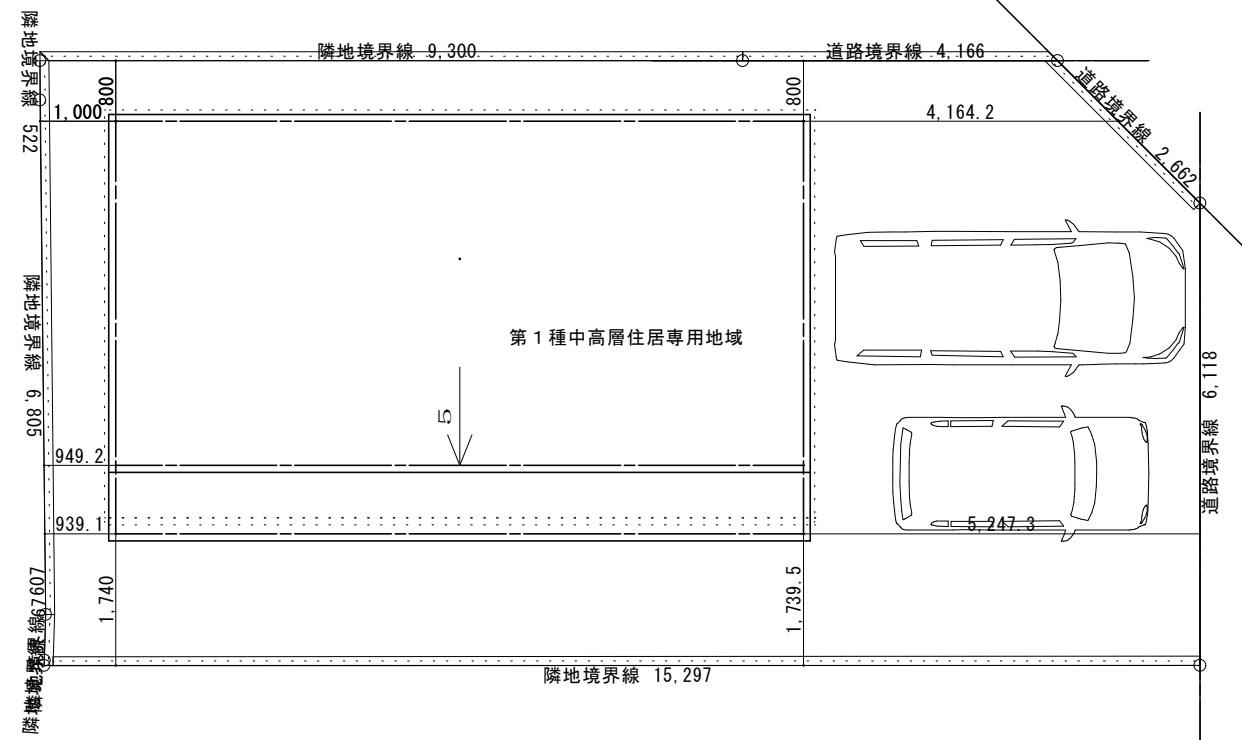 隣地境界線 9,300
道路境界線 4,166
隣地境界線 522
800
800
1,000
4,164.2
道路境界線 2,662
第1種中高層住居専用地域
隣地境界線 6,805
道路境界線 6,118
5
949.2
939.1
5,247.3
1,740
1,739.5
隣地境界線 15,297